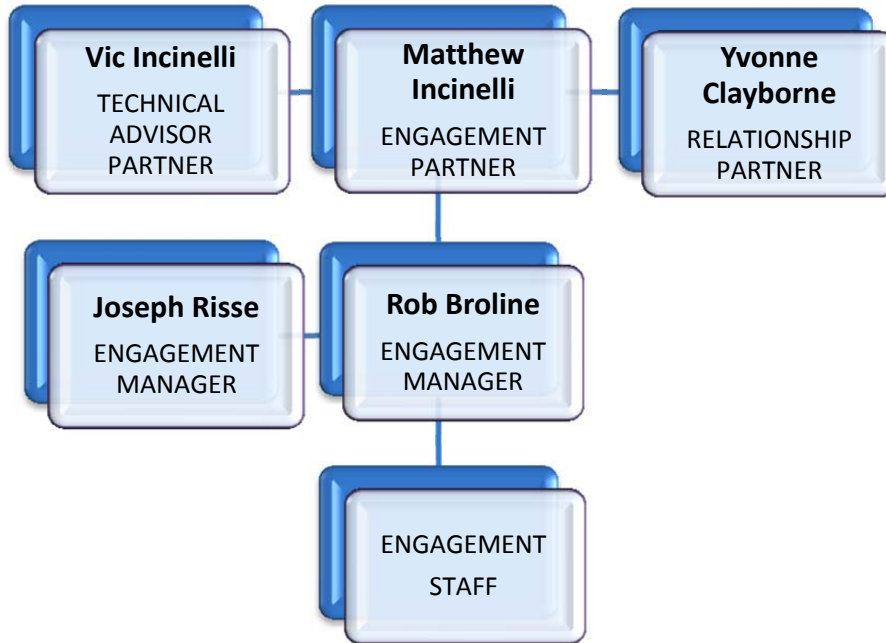 Vic Incinelli
TECHNICAL
ADVISOR
PARTNER
Matthew
Incinelli
ENGAGEMENT
PARTNER
Yvonne
Clayborne
RELATIONSHIP
PARTNER
Joseph Risse
ENGAGEMENT
MANAGER
Rob Broline
ENGAGEMENT
MANAGER
ENGAGEMENT
STAFF